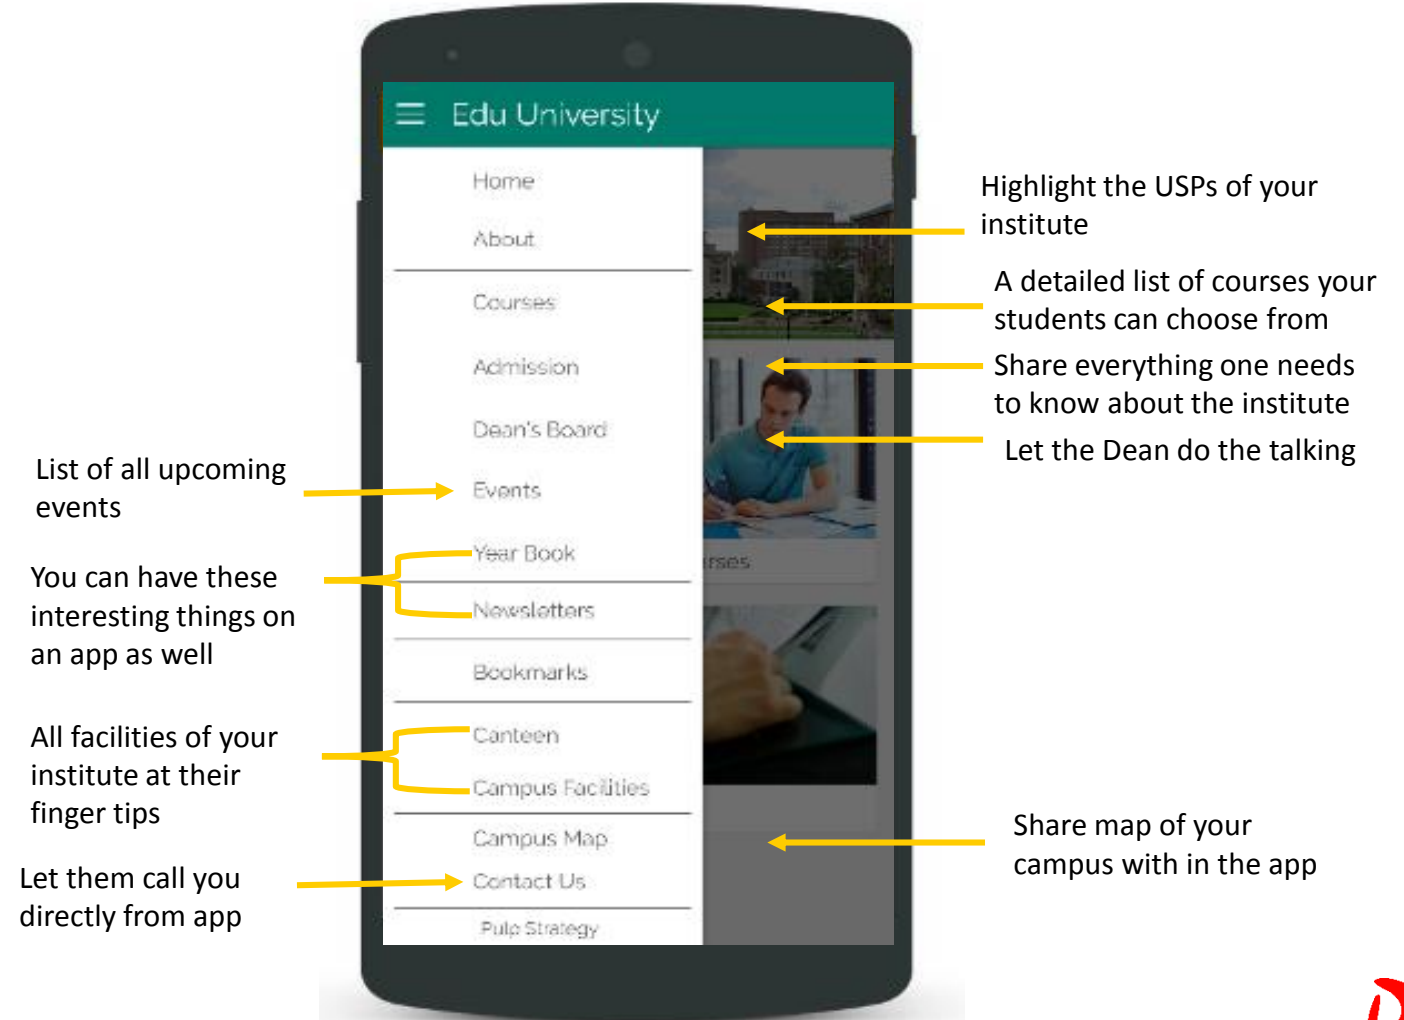 Edu University
Home
About
Courses
Admission
Dean's Board
Events
Year Book
Newsletters
Bookmarks
Canteen
Campus Facilities
Campus Map
Contact Us
Pulp Strategy
rses
List of all upcoming
events
You can have these
interesting things on
an app as well
All facilities of your
institute at their
finger tips
Let them call you
directly from app
Highlight the USPs of your
institute
A detailed list of courses your
students can choose from
Share everything one needs
to know about the institute
Let the Dean do the talking
Share map of your
campus with in the app